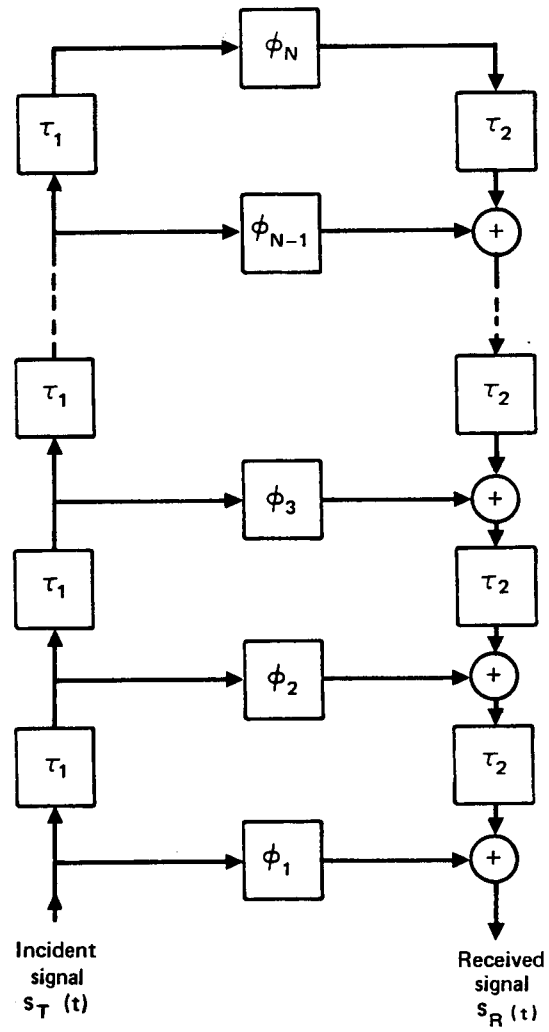 ϕN
τ1
τ2
ϕN−1
+
τ1
τ2
ϕ3
+
τ1
τ2
ϕ2
+
τ1
τ2
ϕ1
+
Incident
signal
ST (t)
Received
signal
SR (t)